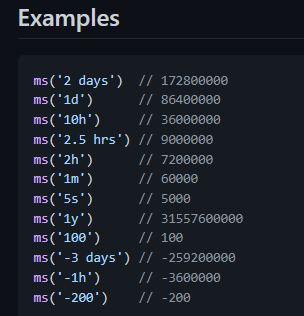 Examples
ms('2 days')  // 172800000
ms('1d')      // 86400000
ms('10h')     // 36000000
ms('2.5 hrs') // 9000000
ms('2h')      // 7200000
ms('1m')      // 60000
ms('5s')      // 5000
ms('1y')      // 31557600000
ms('100')     // 100
ms('-3 days') // -259200000
ms('-1h')     // -3600000
ms('-200')    // -200